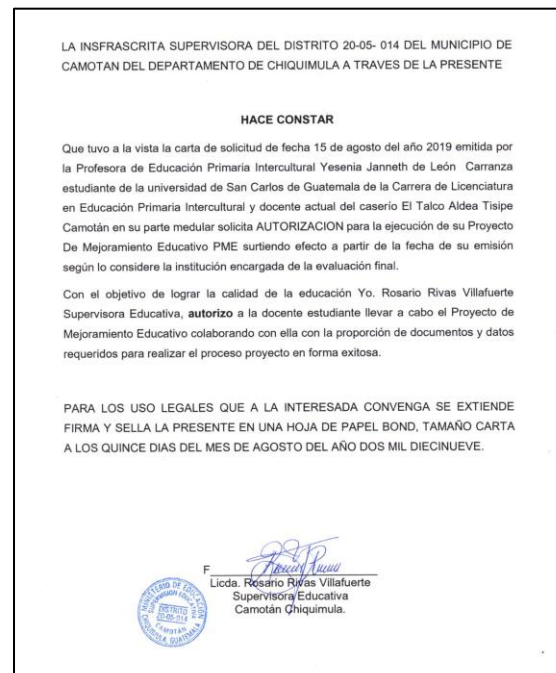 LA INSFRASCRITA SUPERVISORA DEL DISTRITO 20-05- 014 DEL MUNICIPIO DE
CAMOTAN DEL DEPARTAMENTO DE CHIQUIMULA A TRAVES DE LA PRESENTE
HACE CONSTAR
Que tuvo a la vista la carta de solicitud de fecha 15 de agosto del año 2019 emitida por
la Profesora de Educación Primaria Intercultural Yesenia Janneth de León Carranza
estudiante de la universidad de San Carlos de Guatemala de la Carrera de Licenciatura
en Educación Primaria Intercultural y docente actual del caserío El Talco Aldea Tisipe
Camotán en su parte medular solicita AUTORIZACION para la ejecución de su Proyecto
De Mejoramiento Educativo PME surtiendo efecto a partir de la fecha de su emisión
según lo considere la institución encargada de la evaluación final.
Con el objetivo de lograr la calidad de la educación Yo. Rosario Rivas Villafuerte
Supervisora Educativa, autorizo a la docente estudiante llevar a cabo el Proyecto de
Mejoramiento Educativo colaborando con ella con la proporción de documentos y datos
requeridos para realizar el proceso proyecto en forma exitosa.
PARA LOS USO LEGALES QUE A LA INTERESADA CONVENGA SE EXTIENDE
FIRMA Y SELLA LA PRESENTE EN UNA HOJA DE PAPEL BOND, TAMAÑO CARTA
A LOS QUINCE DIAS DEL MES DE AGOSTO DEL AÑO DOS MIL DIECINUEVE.
F
Licda. Rosario Rivas Villafuerte
Supervisora Educativa
Camotán Chiquimula.
MINISTERIO DE EDUCACIÓN
SUPERVISION EDUCATIVA
DISTRITO
20-05-014
CAMOTAN
CHIQUIMULA, GUATEMALA